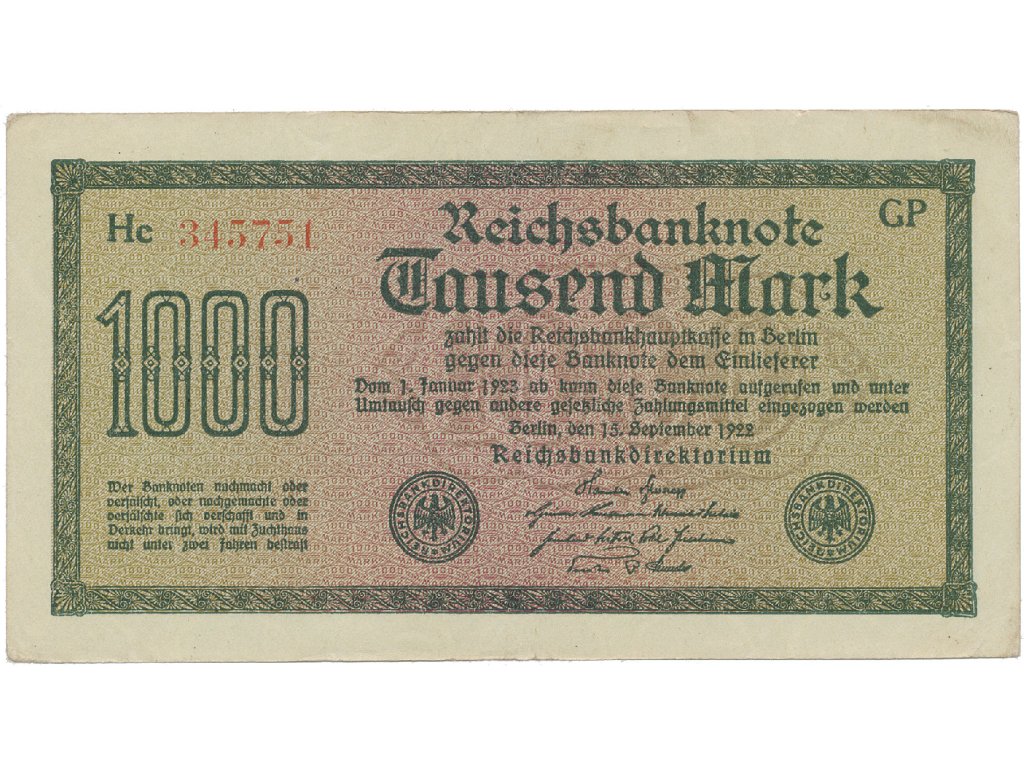 Reichsbanknote
GP
Hc 345751
Tausend Mark
1000
zahlt die Reichsbankhauptkasse in Berlin
gegen diese Banknote dem Einlieferer
Vom 1. Januar 1923 ab kann diese Banknote aufgerufen und unter
Umtausch gegen andere gesetzliche Zahlungsmittel eingezogen werden
Berlin, den 15. September 1922
Reichsbankdirektorium
Wer Banknoten nachmacht oder
verfälscht, oder nachgemachte oder
verfälschte sich verschafft und in
Verkehr bringt, wird mit Zuchthaus
nicht unter zwei Jahren bestraft
REICHSBANKDIREKTORIUM
REICHSBANKDIREKTORIUM